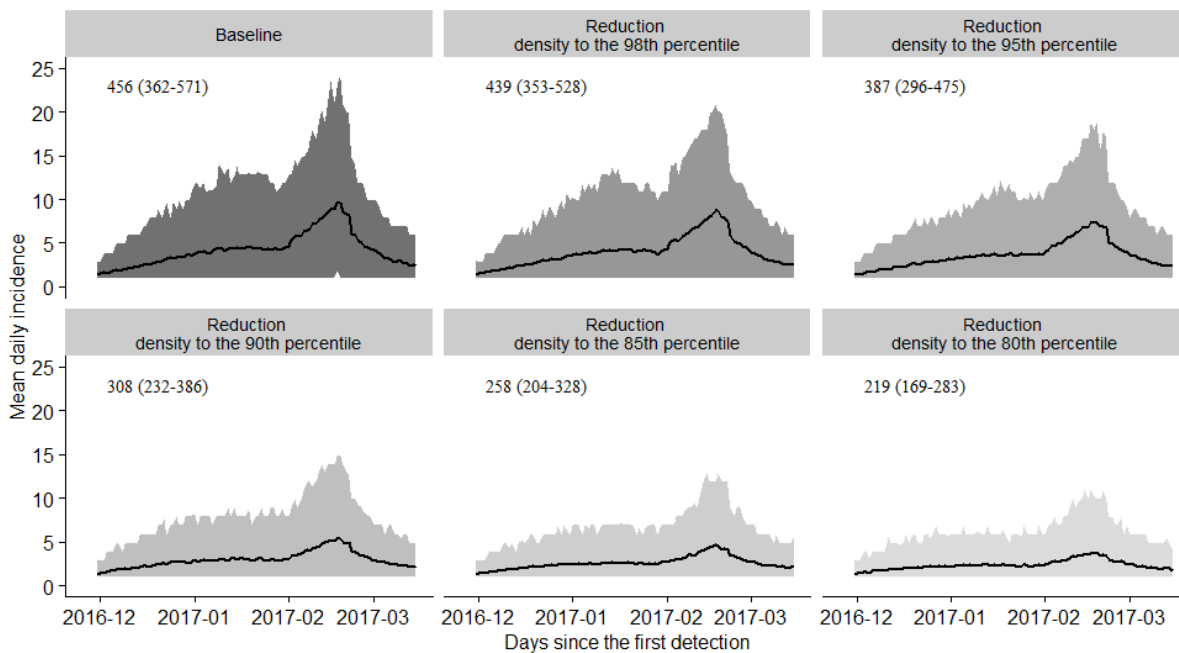 Baseline
Reduction
density to the 98th percentile
Reduction
density to the 95th percentile
456 (362-571)
439 (353-528)
387 (296-475)
25
20
15
10
5
0
Reduction
density to the 90th percentile
Reduction
density to the 85th percentile
Reduction
density to the 80th percentile
308 (232-386)
258 (204-328)
219 (169-283)
25
20
15
10
5
0
Mean daily incidence
2016-12 2017-01 2017-02 2017-03
2016-12 2017-01 2017-02 2017-03
2016-12 2017-01 2017-02 2017-03
Days since the first detection